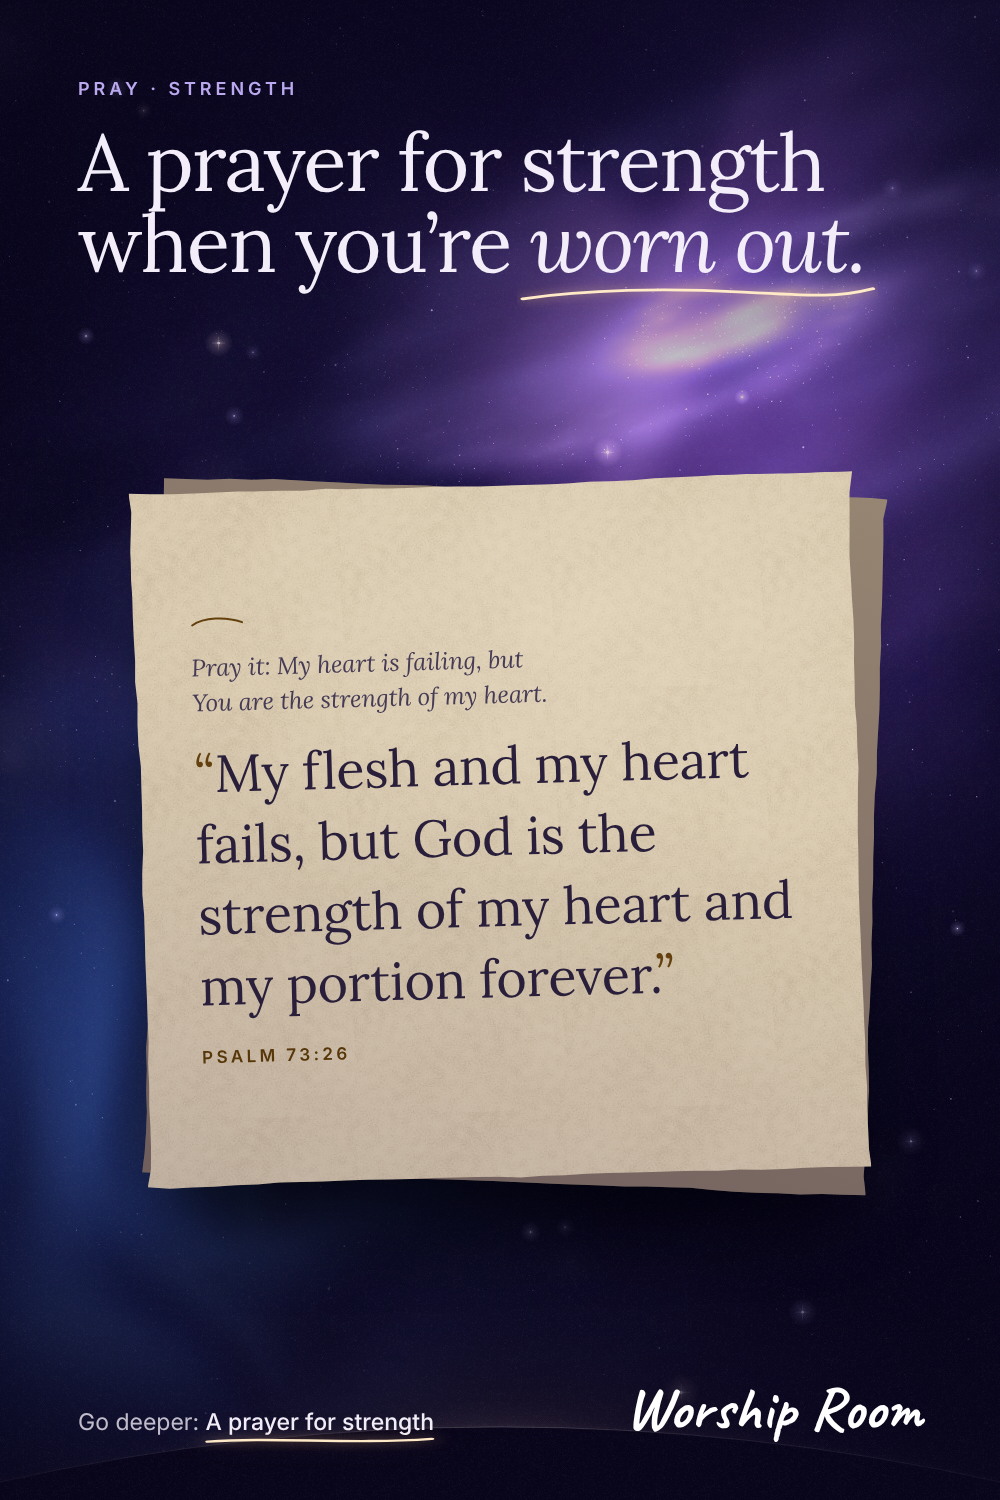 PRAY · STRENGTH
A prayer for strength
when you’re worn out.
Pray it: My heart is failing, but
You are the strength of my heart.
“My flesh and my heart
fails, but God is the
strength of my heart and
my portion forever.”
PSALM 73:26
Go deeper: A prayer for strength
Worship Room